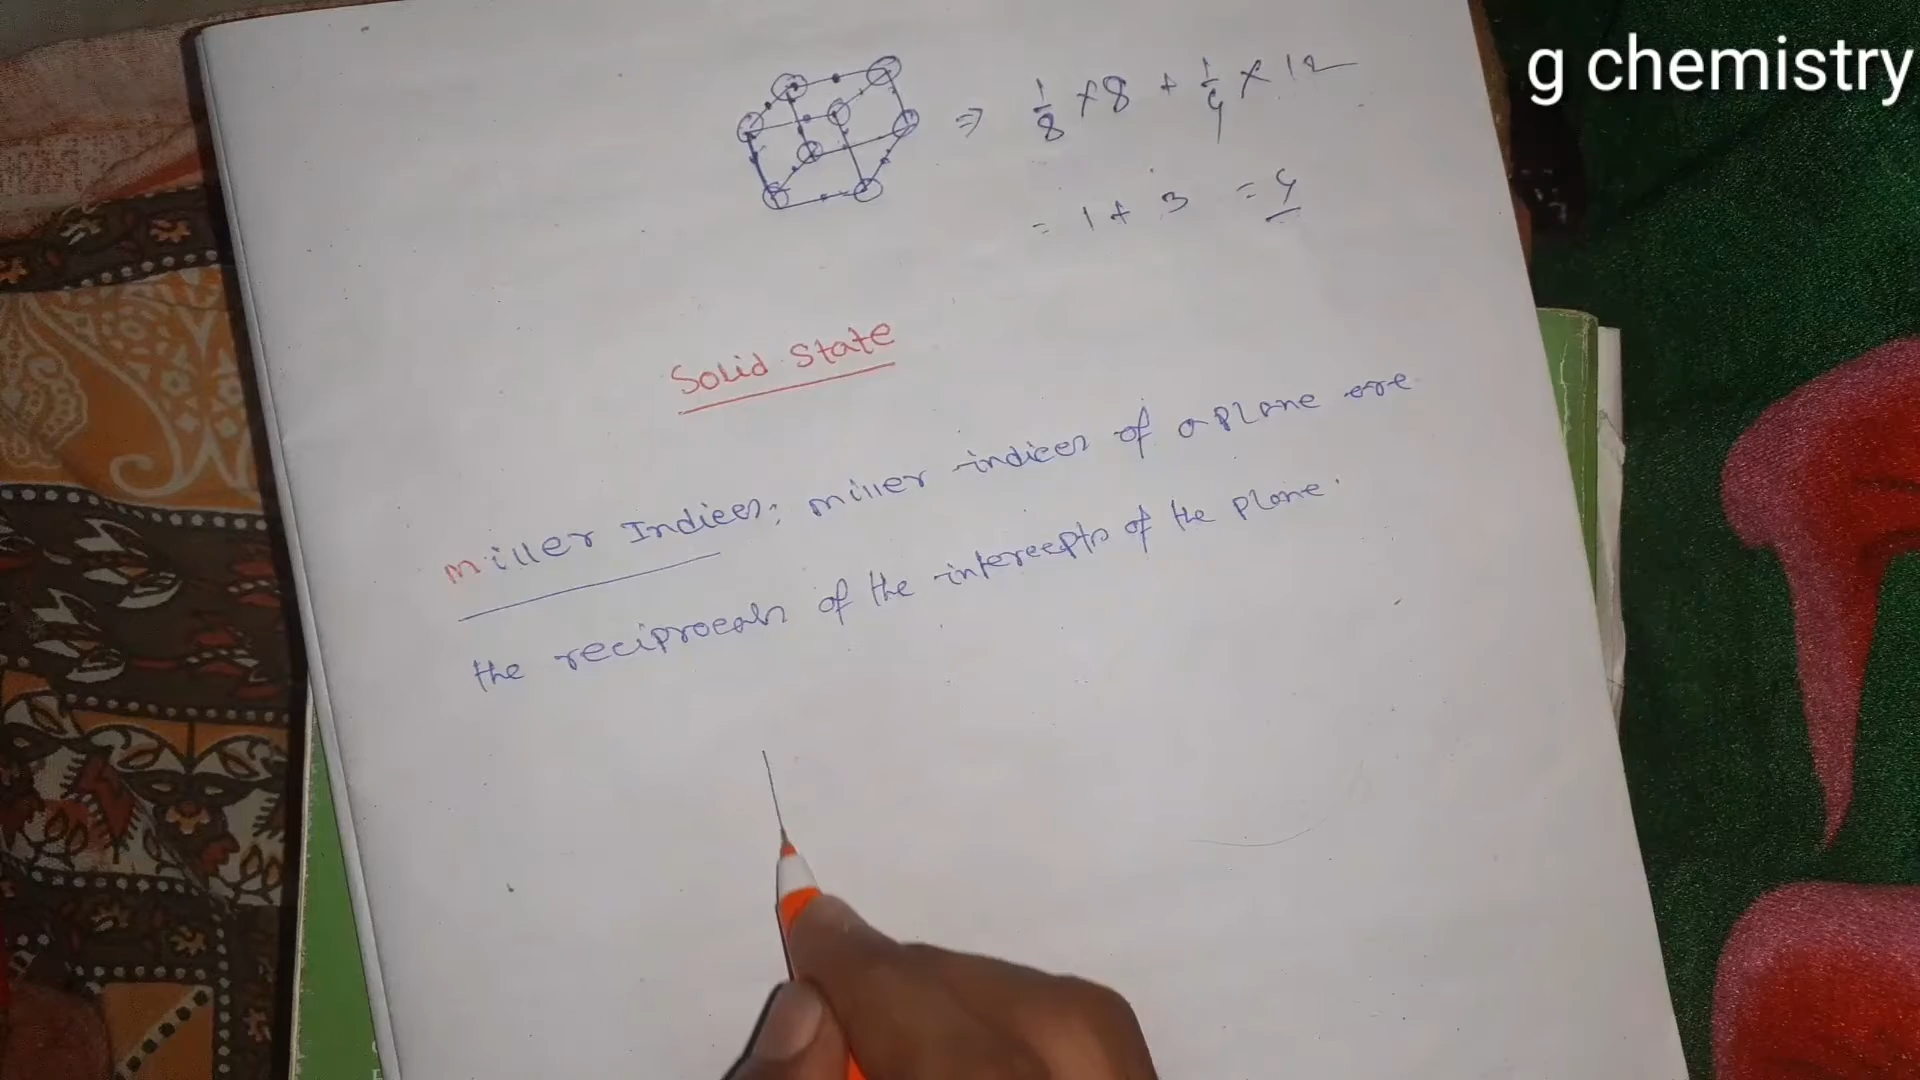 g chemistry
⇒ 1/8 × 8 + 1/4 × 12
= 1 + 3 = 4
Solid State
Miller Indices: miller indices of a plane are
the reciprocals of the intercepts of the plane.